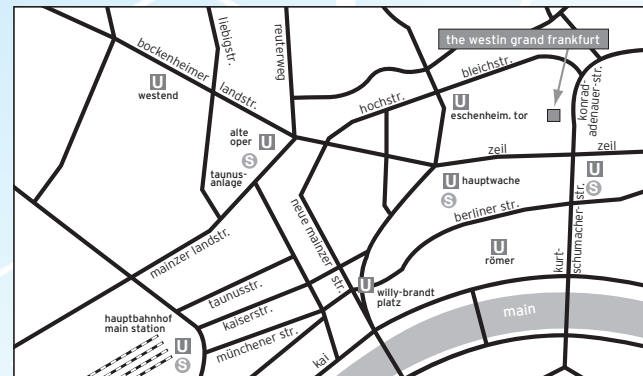 the westin grand frankfurt
liebigstr.
reuterweg
bockenheimer
landstr.
U
westend
bleichstr.
hochstr.
U
eschenheim. tor
konrad-
adenauer-str.
alte
oper
U
S
taunus-
anlage
zeil
zeil
U
hauptwache
S
U
S
neue mainzer
str.
berliner str.
kurt-
schumacher-
str.
U
römer
mainzer landstr.
taunusstr.
kaiserstr.
münchener str.
U
willy-brandt
platz
main
kai
hauptbahnhof
main station
U
S